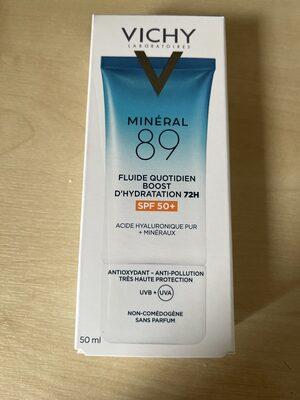 VICHY
LABORATOIRES
MINÉRAL
89
FLUIDE QUOTIDIEN
BOOST
D'HYDRATATION 72H
SPF 50+
ACIDE HYALURONIQUE PUR
+ MINÉRAUX
ANTIOXYDANT - ANTI-POLLUTION
TRÈS HAUTE PROTECTION
UVB + UVA
NON-COMÉDOGÈNE
SANS PARFUM
50 ml